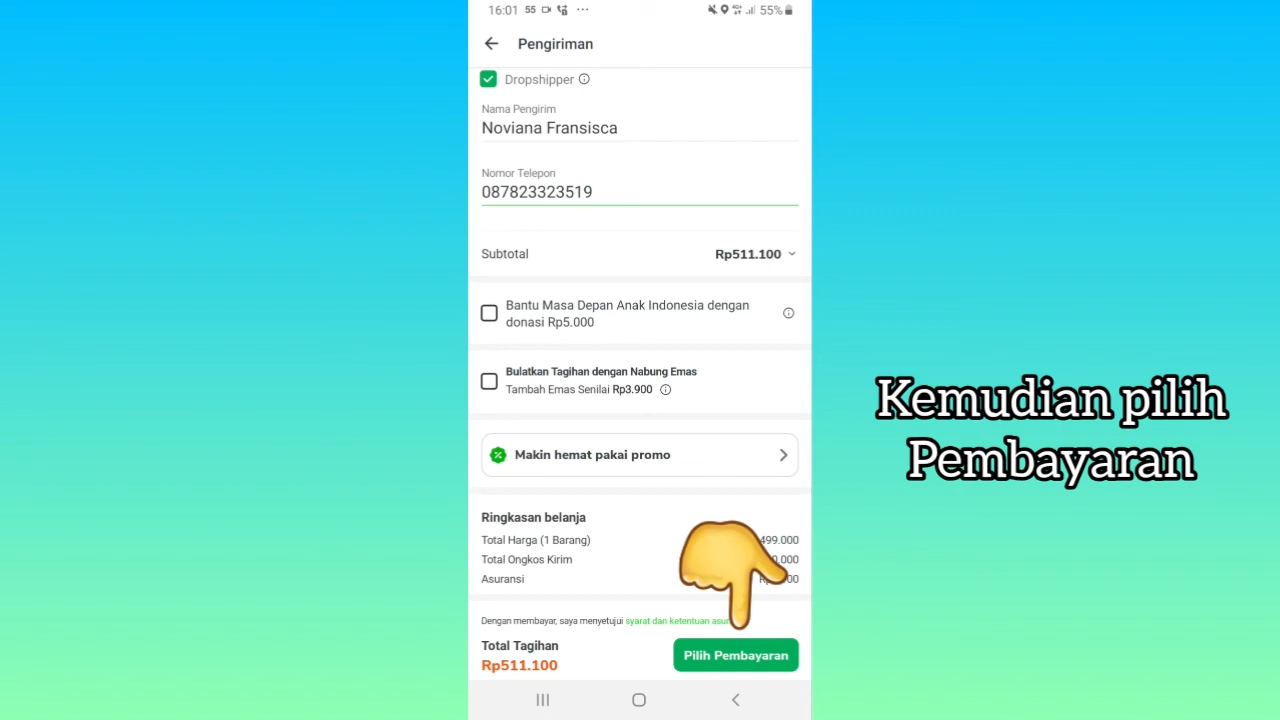 16:01 55 55%
Pengiriman
Dropshipper
Nama Pengirim
Noviana Fransisca
Nomor Telepon
087823323519
Subtotal Rp511.100
Bantu Masa Depan Anak Indonesia dengan
donasi Rp5.000
Bulatkan Tagihan dengan Nabung Emas
Tambah Emas Senilai Rp3.900
Makin hemat pakai promo
Ringkasan belanja
Total Harga (1 Barang) 499.000
Total Ongkos Kirim
Asuransi
Dengan membayar, saya menyetujui syarat dan ketentuan
Total Tagihan
Rp511.100
Pilih Pembayaran
Kemudian pilih
Pembayaran